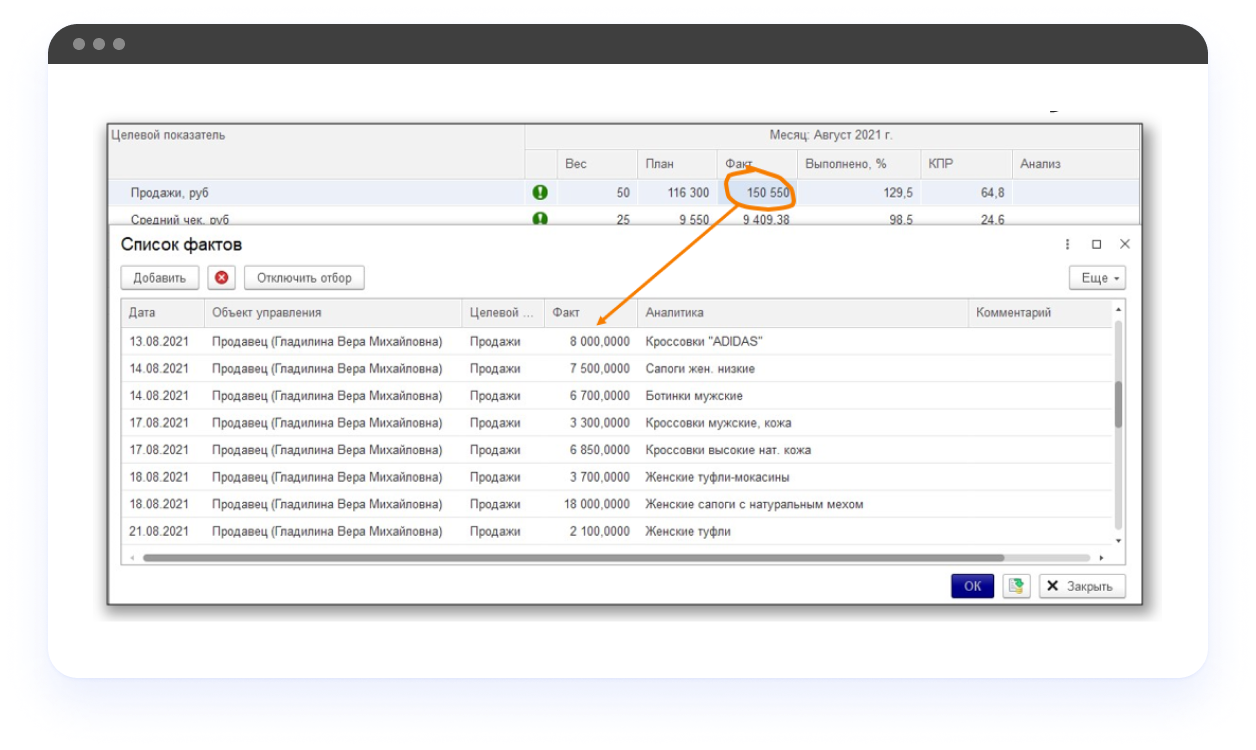 Целевой показатель Месяц: Август 2021 г.
Вес План Факт Выполнено, % КПР Анализ
Продажи, руб 50 116 300 150 550 129,5 64,8
Средний чек, руб 25 9 550 9 409,38 98,5 24,6
Список фактов
Добавить Отключить отбор Еще
Дата Объект управления Целевой ... Факт Аналитика Комментарий
13.08.2021 Продавец (Гладилина Вера Михайловна) Продажи 8 000,0000 Кроссовки "ADIDAS"
14.08.2021 Продавец (Гладилина Вера Михайловна) Продажи 7 500,0000 Сапоги жен. низкие
14.08.2021 Продавец (Гладилина Вера Михайловна) Продажи 6 700,0000 Ботинки мужские
17.08.2021 Продавец (Гладилина Вера Михайловна) Продажи 3 300,0000 Кроссовки мужские, кожа
17.08.2021 Продавец (Гладилина Вера Михайловна) Продажи 6 850,0000 Кроссовки высокие нат. кожа
18.08.2021 Продавец (Гладилина Вера Михайловна) Продажи 3 700,0000 Женские туфли-мокасины
18.08.2021 Продавец (Гладилина Вера Михайловна) Продажи 18 000,0000 Женские сапоги с натуральным мехом
21.08.2021 Продавец (Гладилина Вера Михайловна) Продажи 2 100,0000 Женские туфли
ОК Закрыть